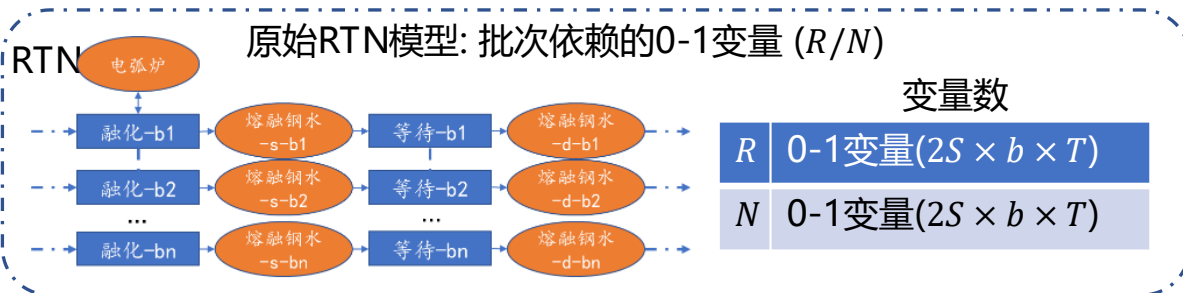 原始RTN模型: 批次依赖的0-1变量 (R/N)
RTN
电弧炉
融化-b1
熔融钢水
-s-b1
等待-b1
熔融钢水
-d-b1
融化-b2
熔融钢水
-s-b2
等待-b2
熔融钢水
-d-b2
...
...
融化-bn
熔融钢水
-s-bn
等待-bn
熔融钢水
-d-bn
变量数
R 0-1变量(2S × b × T)
N 0-1变量(2S × b × T)